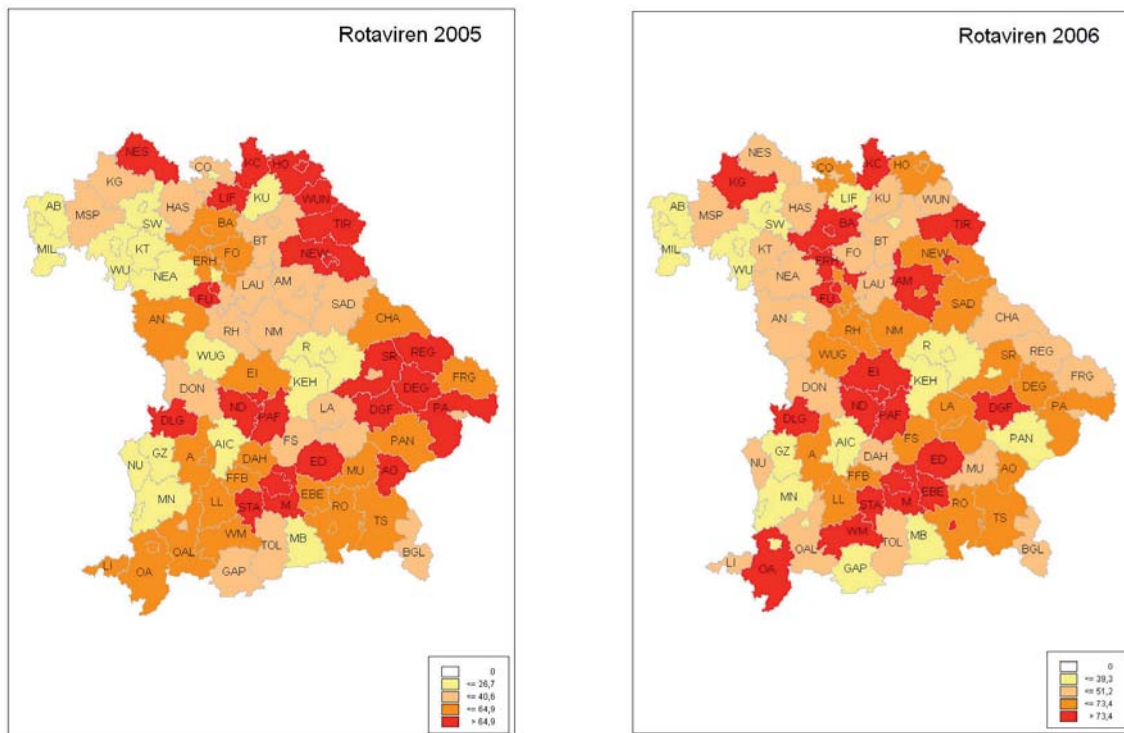 Rotaviren 2005
NES
CO
KC
HO
KG
LIF
KU
WUN
AB
MSP
HAS
SW
BA
TIR
BT
MIL
KT
FO
NEW
WU
NEA
ERH
LAU
AM
FU
SAD
AN
RH
NM
CHA
WUG
R
SR
REG
EI
KEH
DEG
FRG
DON
ND
PAF
LA
DGF
PA
DLG
FS
AIC
PAN
GZ
NU
A
DAH
ED
MU
AO
FFB
MN
LL
STA
M
EBE
RO
TS
WM
OAL
TOL
MB
BGL
LI
OA
GAP
0
<= 26,7
<= 40,6
<= 64,9
> 64,9
Rotaviren 2006
NES
CO
KC
HO
KG
LIF
KU
WUN
AB
MSP
HAS
SW
BA
TIR
BT
MIL
KT
FO
NEW
WU
NEA
ERH
LAU
AM
FU
SAD
AN
RH
NM
CHA
WUG
R
SR
REG
EI
KEH
DEG
FRG
DON
ND
PAF
LA
DGF
PA
DLG
FS
AIC
PAN
GZ
NU
A
DAH
ED
MU
AO
FFB
MN
LL
STA
M
EBE
RO
TS
WM
OAL
TOL
MB
BGL
LI
OA
GAP
0
<= 39,3
<= 51,2
<= 73,4
> 73,4